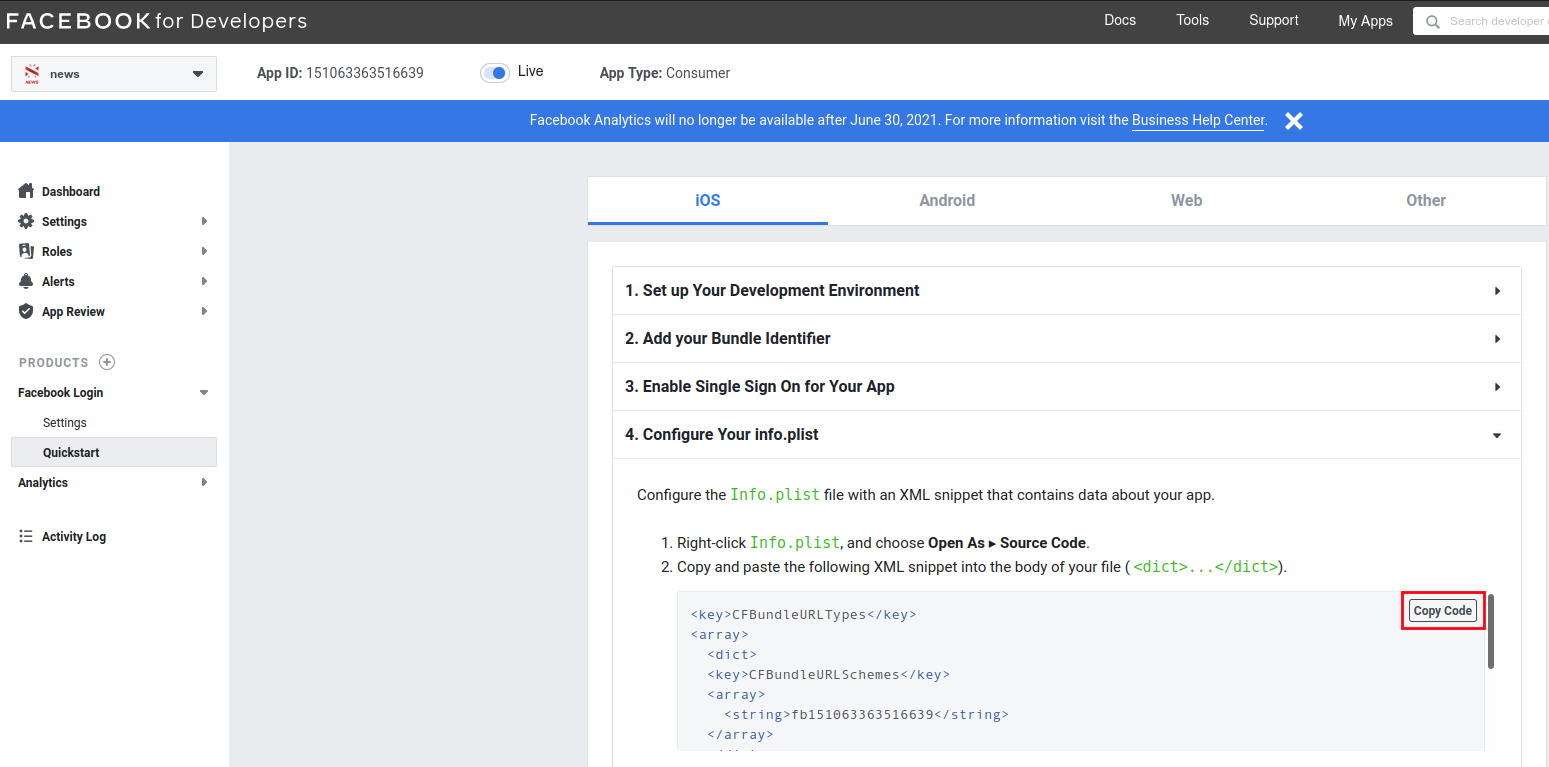 FACEBOOK for Developers
Docs Tools Support My Apps Search developer
NEWS
news
App ID: 151063363516639 Live App Type: Consumer
Facebook Analytics will no longer be available after June 30, 2021. For more information visit the Business Help Center.
Dashboard
Settings
Roles
Alerts
App Review
PRODUCTS
Facebook Login
Settings
Quickstart
Analytics
Activity Log
iOS Android Web Other
1. Set up Your Development Environment
2. Add your Bundle Identifier
3. Enable Single Sign On for Your App
4. Configure Your info.plist
Configure the Info.plist file with an XML snippet that contains data about your app.
1. Right-click Info.plist, and choose Open As ▸ Source Code.
2. Copy and paste the following XML snippet into the body of your file ( <dict>...</dict>).
Copy Code
<key>CFBundleURLTypes</key>
<array>
<dict>
<key>CFBundleURLSchemes</key>
<array>
<string>fb151063363516639</string>
</array>